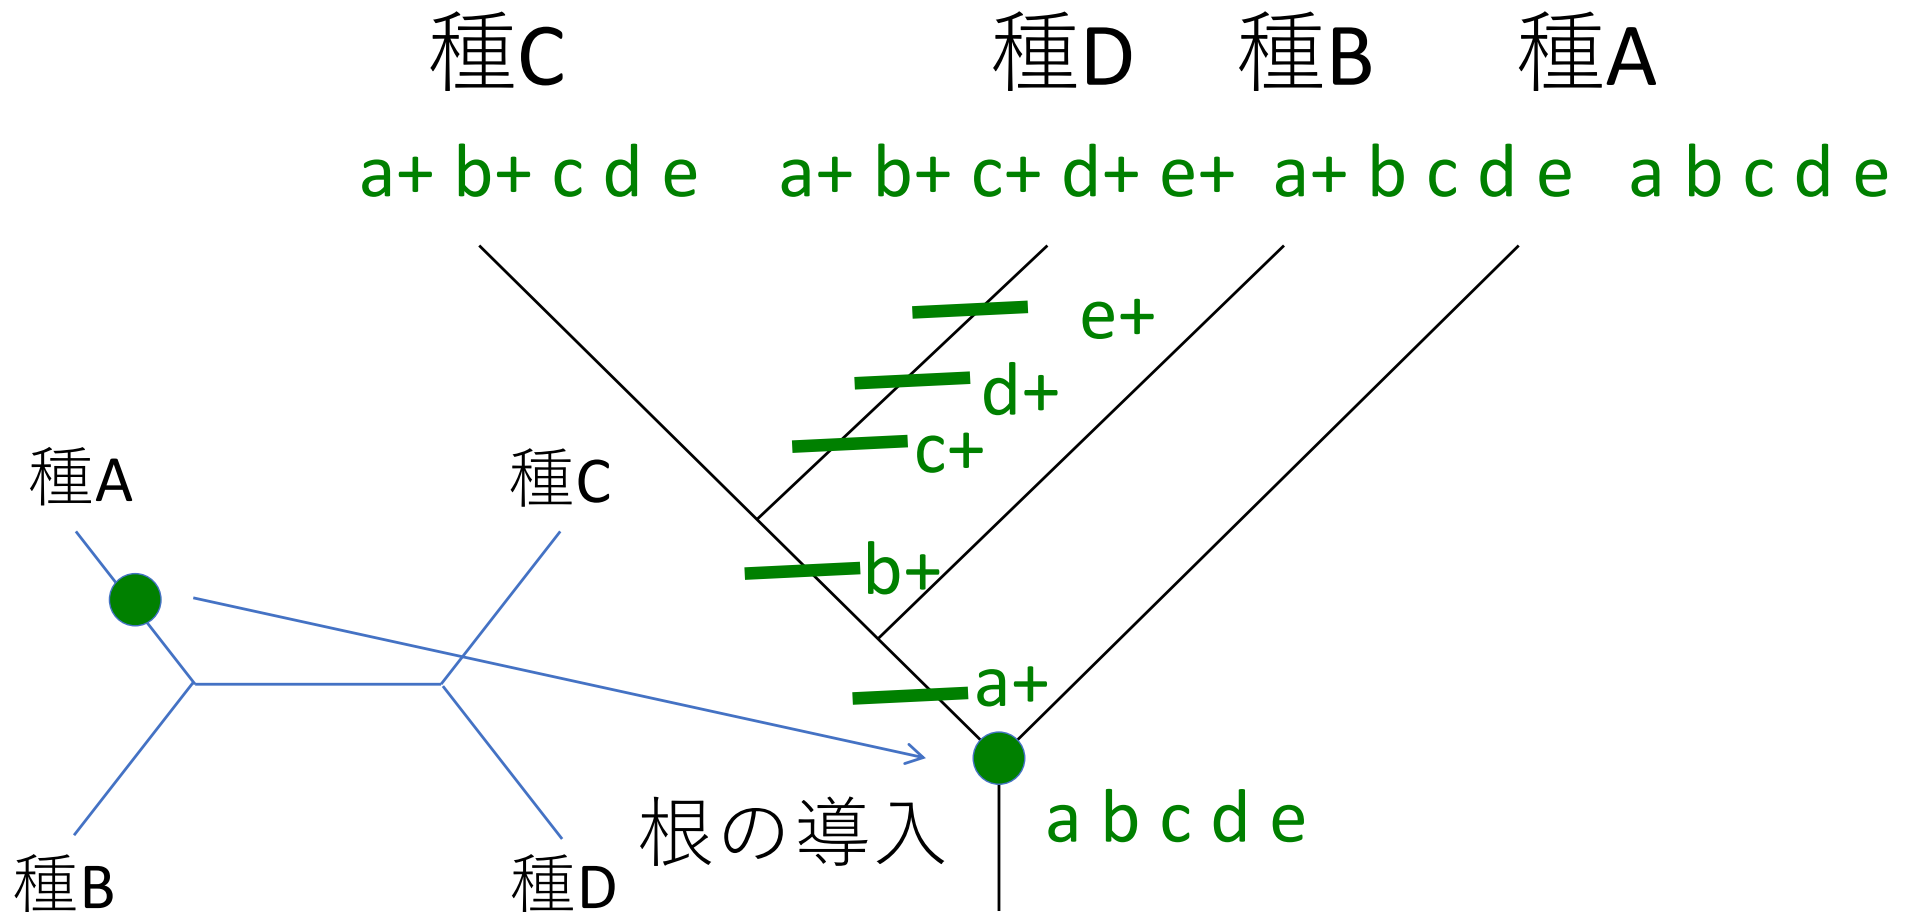 種C
種D
種B
種A
a+ b+ c d e
a+ b+ c+ d+ e+
a+ b c d e
a b c d e
e+
d+
c+
b+
a+
種A
種C
種B
種D
根の導入
a b c d e